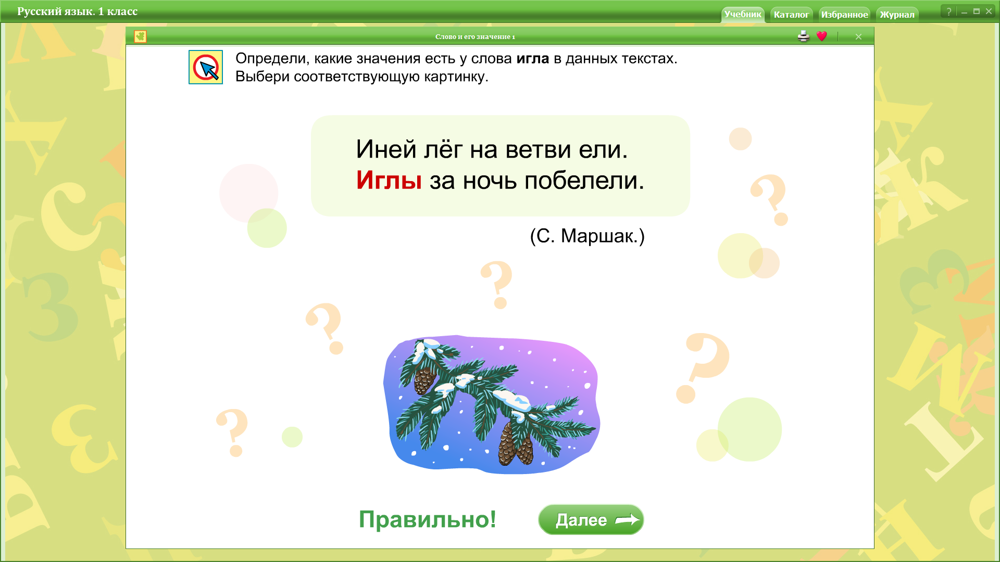 Русский язык. 1 класс
Учебник
Каталог
Избранное
Журнал
?
Слово и его значение 1
Определи, какие значения есть у слова игла в данных текстах.
Выбери соответствующую картинку.
Иней лёг на ветви ели.
Иглы за ночь побелели.
(С. Маршак.)
Правильно!
Далее